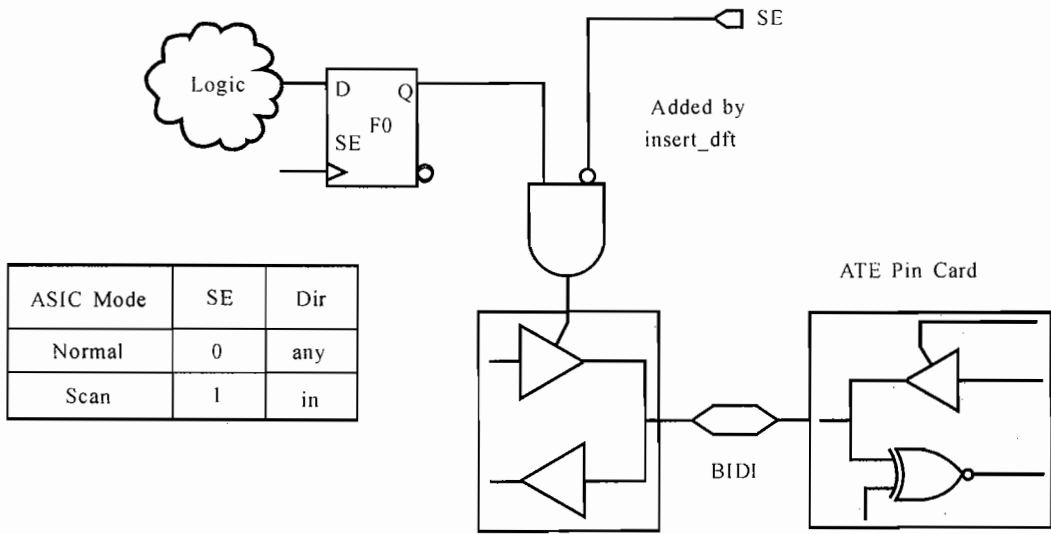 SE
Logic
D Q
F0
SE
Added by
insert_dft
ASIC Mode SE Dir
Normal 0 any
Scan 1 in
ATE Pin Card
BIDI